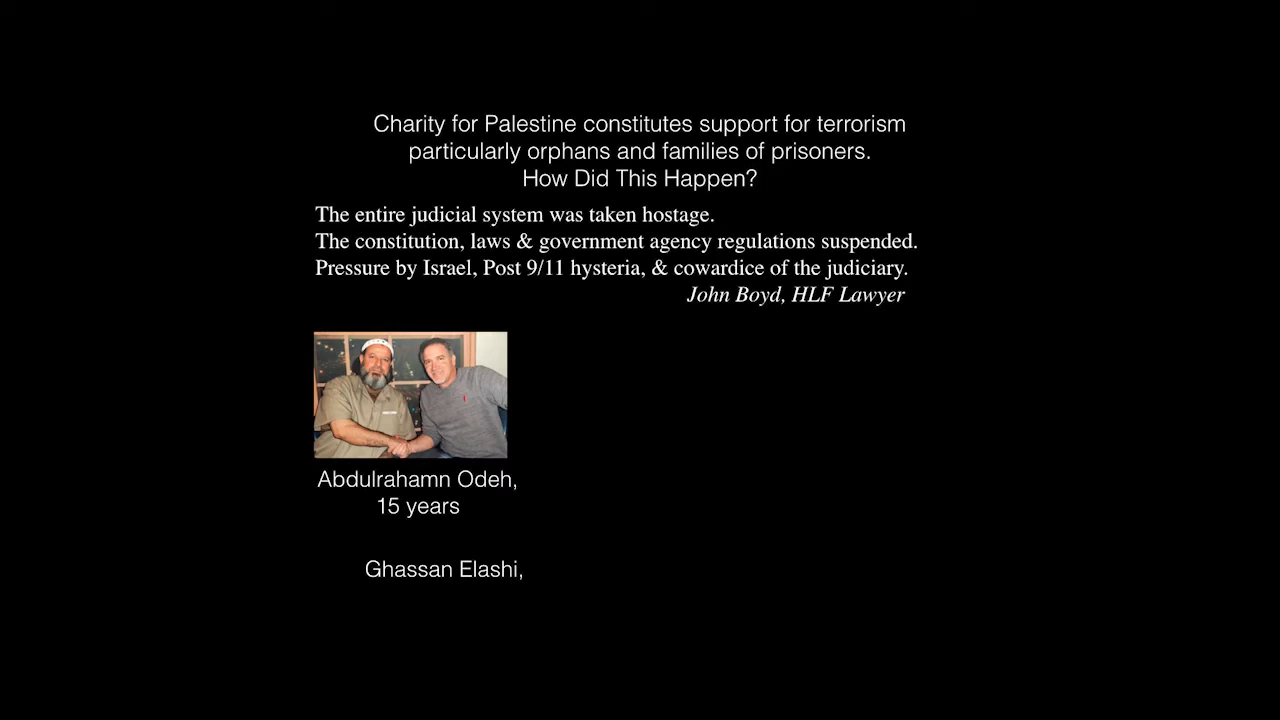 Charity for Palestine constitutes support for terrorism
particularly orphans and families of prisoners.
How Did This Happen?
The entire judicial system was taken hostage.
The constitution, laws & government agency regulations suspended.
Pressure by Israel, Post 9/11 hysteria, & cowardice of the judiciary.
John Boyd, HLF Lawyer
Abdulrahamn Odeh,
15 years
Ghassan Elashi,